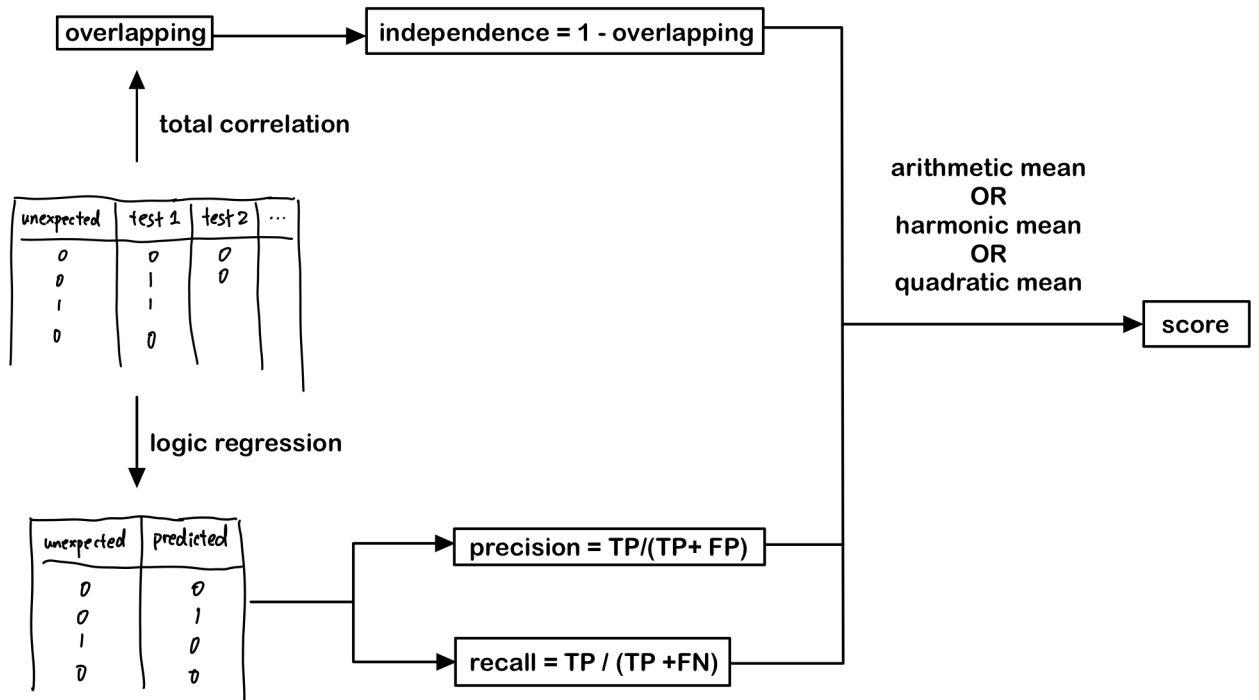 overlapping
independence = 1 - overlapping
total correlation
arithmetic mean
OR
harmonic mean
OR
quadratic mean
score
unexpected test 1 test 2 ...
0 0 0
0 1 0
1 1
0 0
logic regression
unexpected predicted
0 0
0 1
1 0
0 0
precision = TP/(TP+ FP)
recall = TP / (TP +FN)